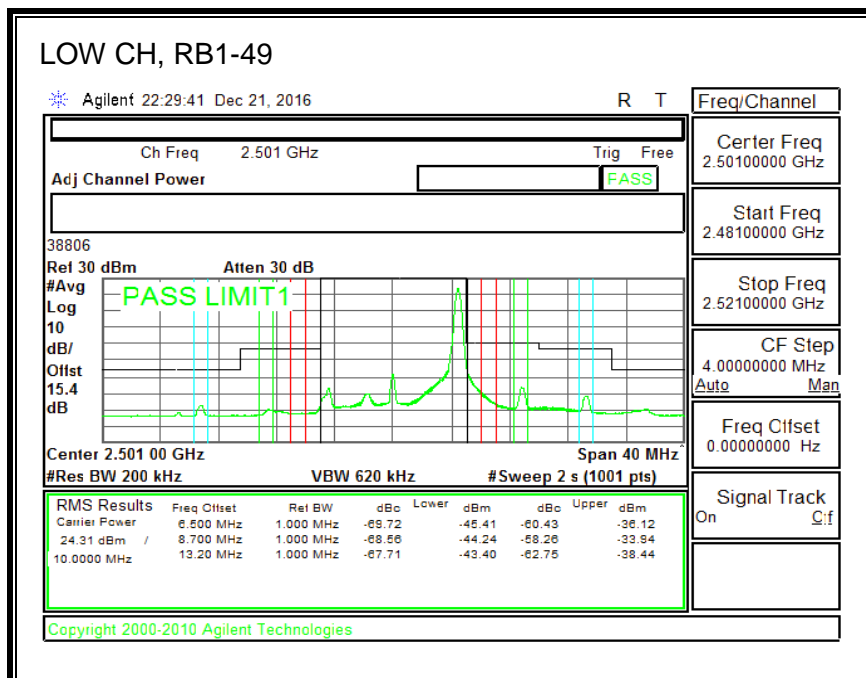 LOW CH, RB1-49
Agilent 22:29:41 Dec 21, 2016 R T
Freq/Channel
Ch Freq 2.501 GHz Trig Free
Adj Channel Power PASS
Center Freq
2.50100000 GHz
Start Freq
2.48100000 GHz
Stop Freq
2.52100000 GHz
CF Step
4.00000000 MHz
Auto Man
Freq Offset
0.00000000 Hz
Signal Track
On Off
38806
Ref 30 dBm Atten 30 dB
#Avg
Log
10
dB/
Offst
15.4
dB
PASS LIMIT1
Center 2.501 00 GHz Span 40 MHz
#Res BW 200 kHz VBW 620 kHz #Sweep 2 s (1001 pts)
RMS Results Freq Offset Ref BW dBc Lower dBm dBc Upper dBm
Carrier Power 6.500 MHz 1.000 MHz -69.72 -45.41 -60.43 -36.12
24.31 dBm / 8.700 MHz 1.000 MHz -68.56 -44.24 -58.26 -33.94
10.0000 MHz 13.20 MHz 1.000 MHz -67.71 -43.40 -62.75 -38.44
Copyright 2000-2010 Agilent Technologies